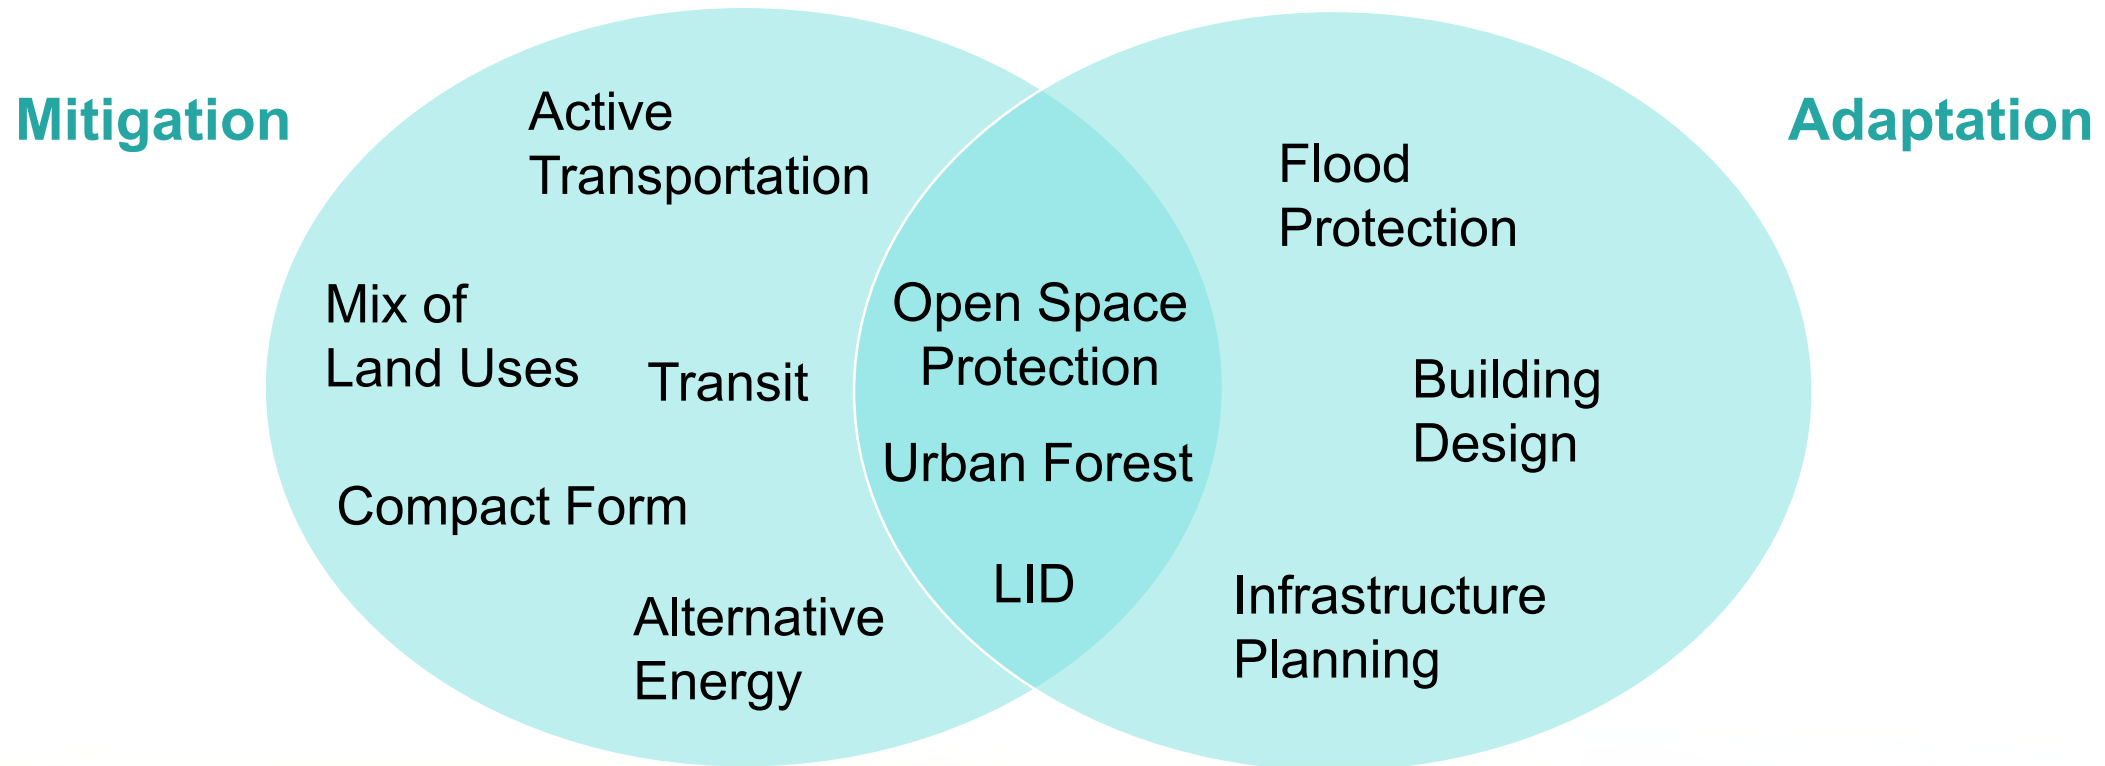 Mitigation
Active
Transportation
Mix of
Land Uses
Transit
Compact Form
Alternative
Energy
Open Space
Protection
Urban Forest
LID
Adaptation
Flood
Protection
Building
Design
Infrastructure
Planning